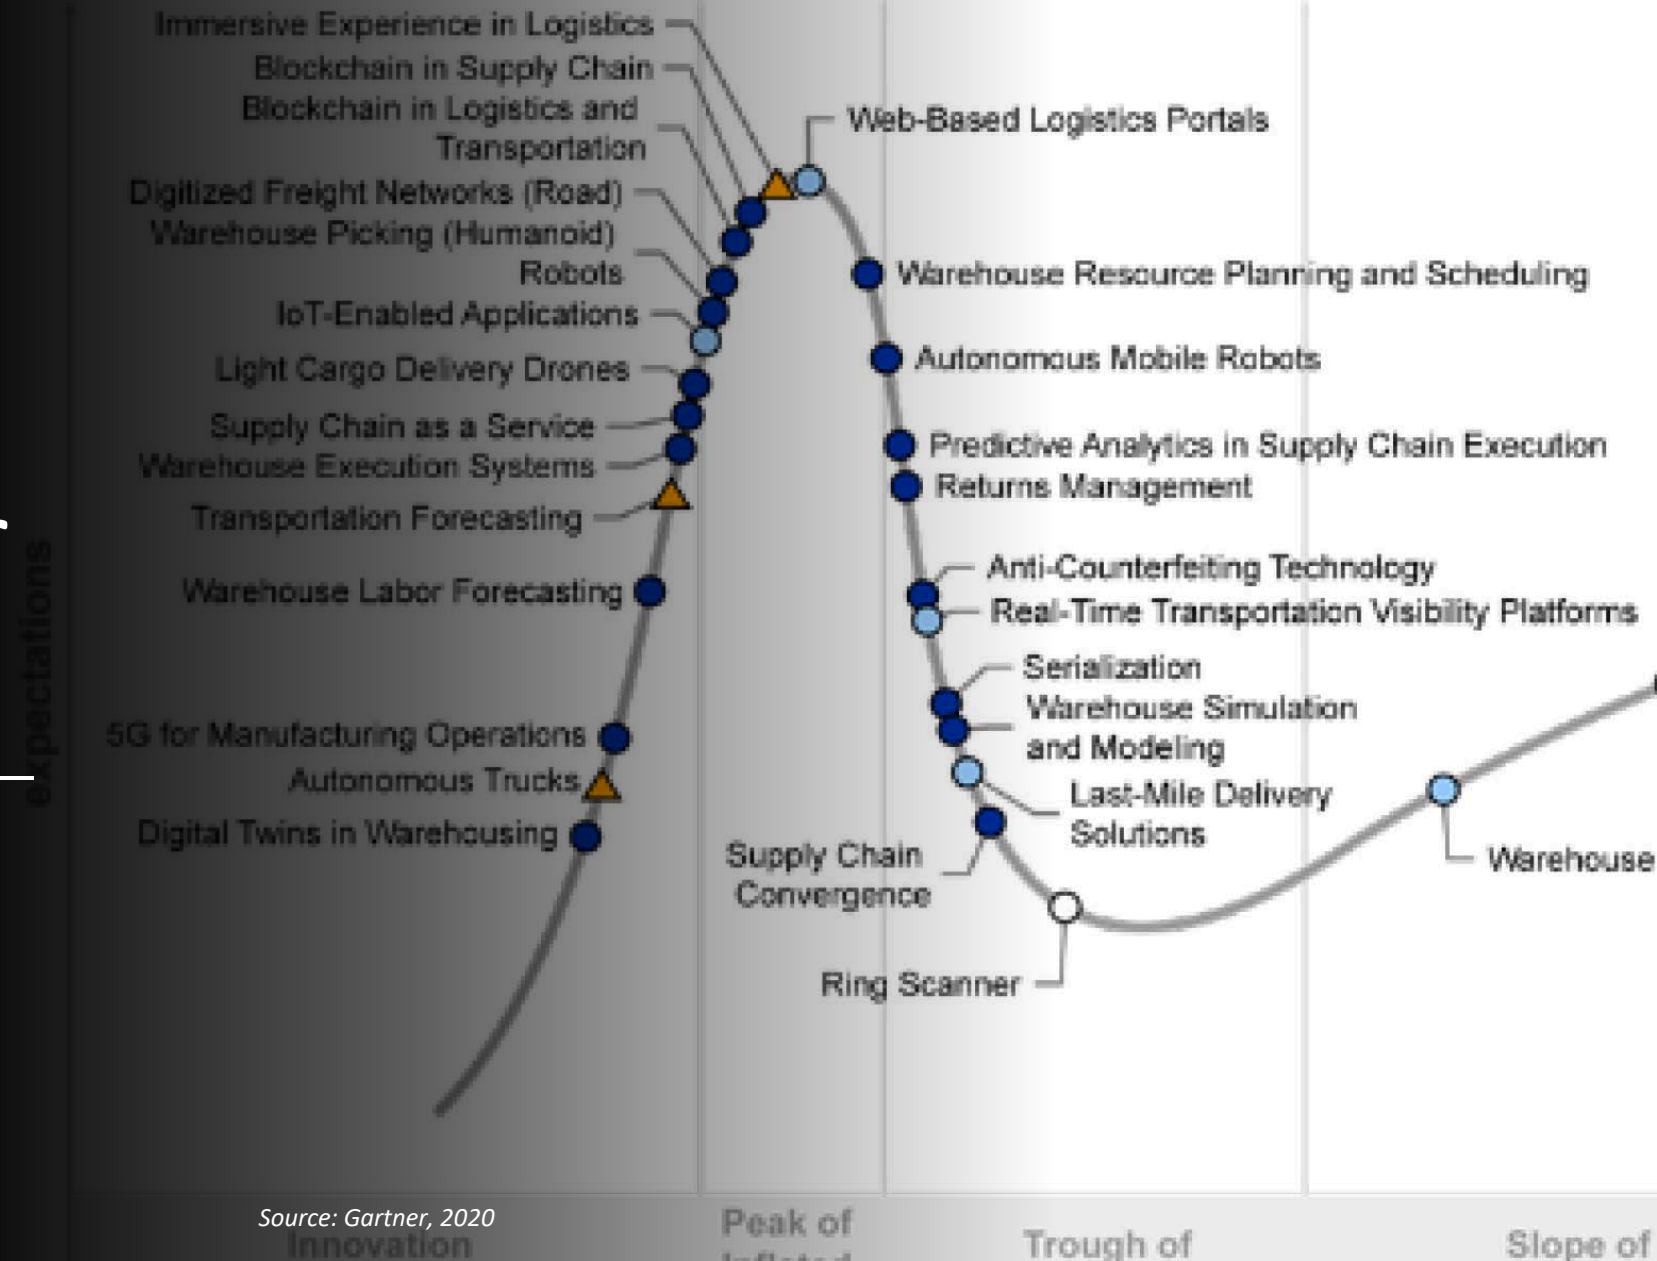 Immersive Experience in Logistics
Blockchain in Supply Chain
Blockchain in Logistics and
Transportation
Digitized Freight Networks (Road)
Warehouse Picking (Humanoid)
Robots
IoT-Enabled Applications
Light Cargo Delivery Drones
Supply Chain as a Service
Warehouse Execution Systems
Transportation Forecasting
Warehouse Labor Forecasting
5G for Manufacturing Operations
Autonomous Trucks
Digital Twins in Warehousing
expectations
Web-Based Logistics Portals
Warehouse Resource Planning and Scheduling
Autonomous Mobile Robots
Predictive Analytics in Supply Chain Execution
Returns Management
Anti-Counterfeiting Technology
Real-Time Transportation Visibility Platforms
Serialization
Warehouse Simulation
and Modeling
Last-Mile Delivery
Solutions
Supply Chain
Convergence
Ring Scanner
Warehouse
Source: Gartner, 2020
Innovation
Peak of
Trough of
Slope of